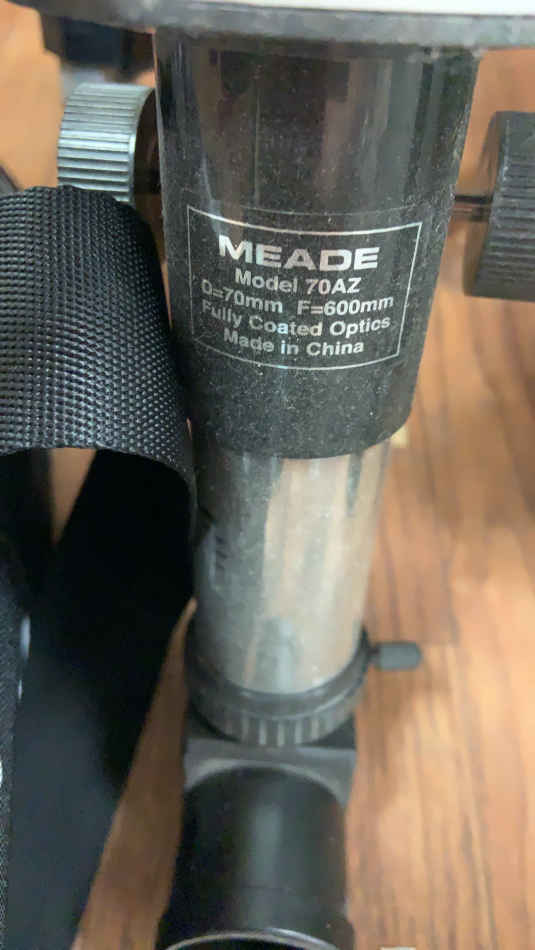 MEADE
Model 70AZ
D=70mm F=600mm
Fully Coated Optics
Made in China